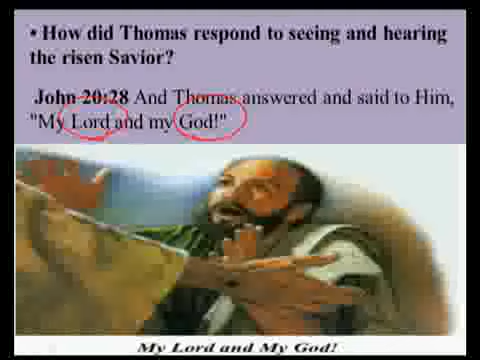 • How did Thomas respond to seeing and hearing
the risen Savior?
John 20:28 And Thomas answered and said to Him,
"My Lord and my God!"
My Lord and My God!